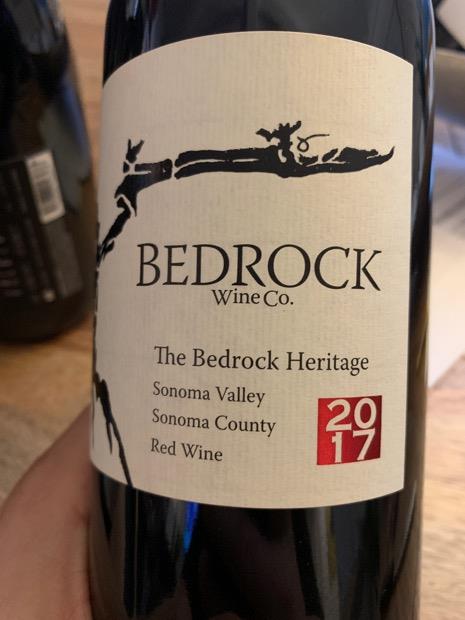 BEDROCK
Wine Co.
The Bedrock Heritage
Sonoma Valley
Sonoma County
Red Wine
20
17